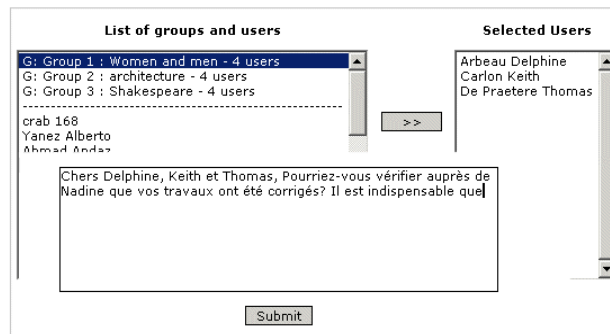 List of groups and users
Selected Users
G: Group 1 : Women and men - 4 users
G: Group 2 : architecture - 4 users
G: Group 3 : Shakespeare - 4 users
crab 168
Yanez Alberto
Ahmad Andaz
>>
Arbeau Delphine
Carlon Keith
De Praetere Thomas
Chers Delphine, Keith et Thomas, Pourriez-vous vérifier auprès de
Nadine que vos travaux ont été corrigés? Il est indispensable que
Submit